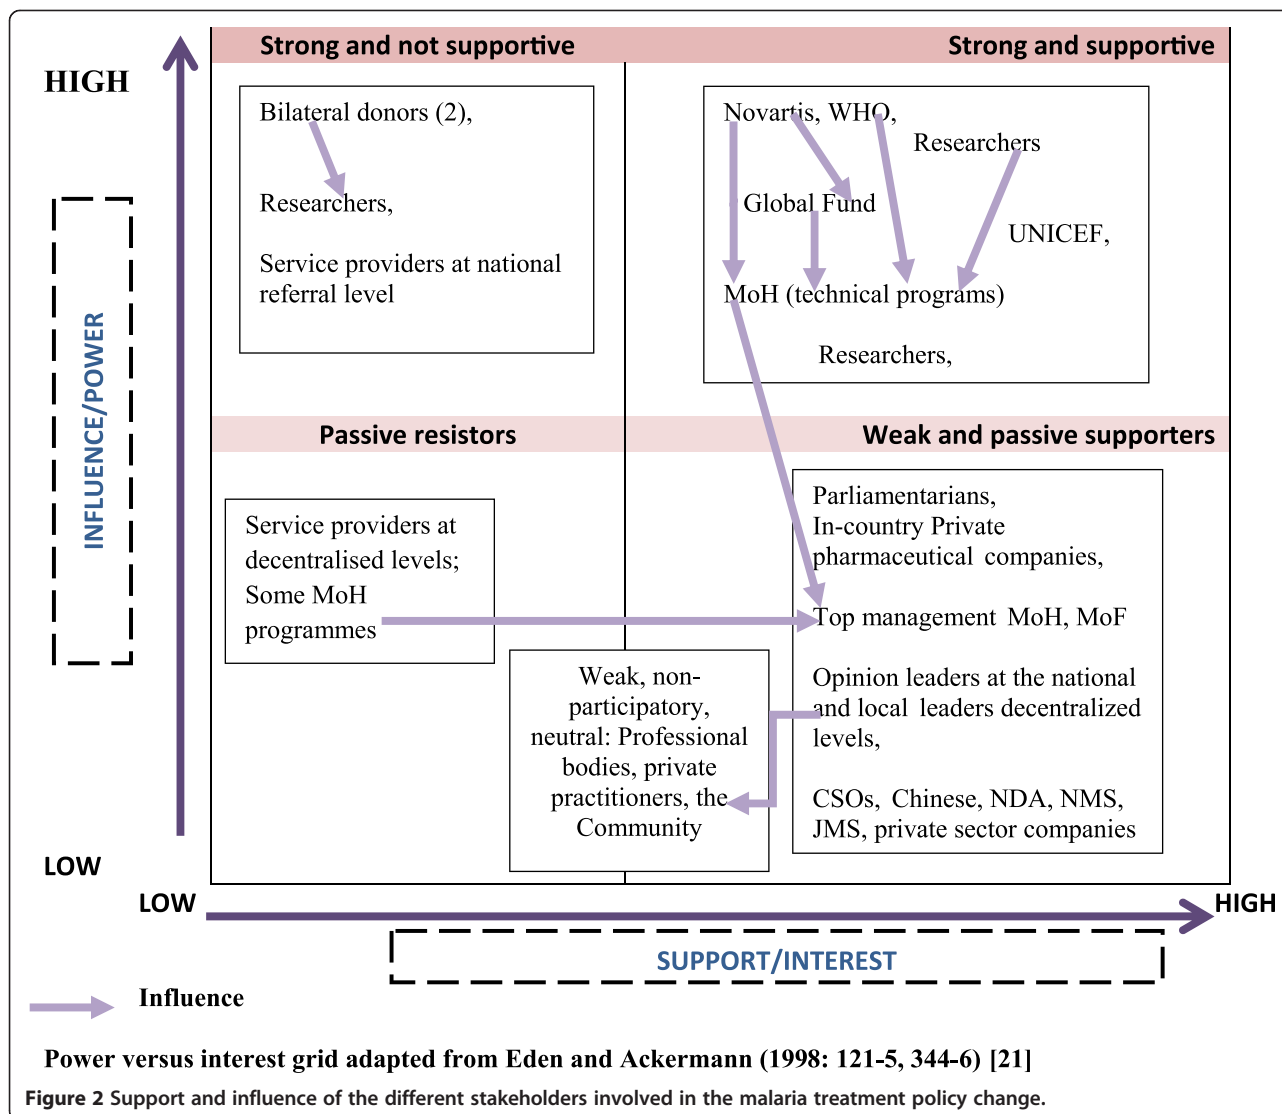 Strong and not supportive
Strong and supportive
HIGH
Bilateral donors (2),
Researchers,
Service providers at national
referral level
Novartis, WHO,
Researchers
Global Fund
UNICEF,
MoH (technical programs)
Researchers,
INFLUENCE/POWER
Passive resistors
Weak and passive supporters
Service providers at
decentralised levels;
Some MoH
programmes
Parliamentarians,
In-country Private
pharmaceutical companies,
Top management MoH, MoF
Opinion leaders at the national
and local leaders decentralized
levels,
CSOs, Chinese, NDA, NMS,
JMS, private sector companies
Weak, non-
participatory,
neutral: Professional
bodies, private
practitioners, the
Community
LOW
LOW
HIGH
SUPPORT/INTEREST
Influence
Power versus interest grid adapted from Eden and Ackermann (1998: 121-5, 344-6) [21]
Figure 2 Support and influence of the different stakeholders involved in the malaria treatment policy change.